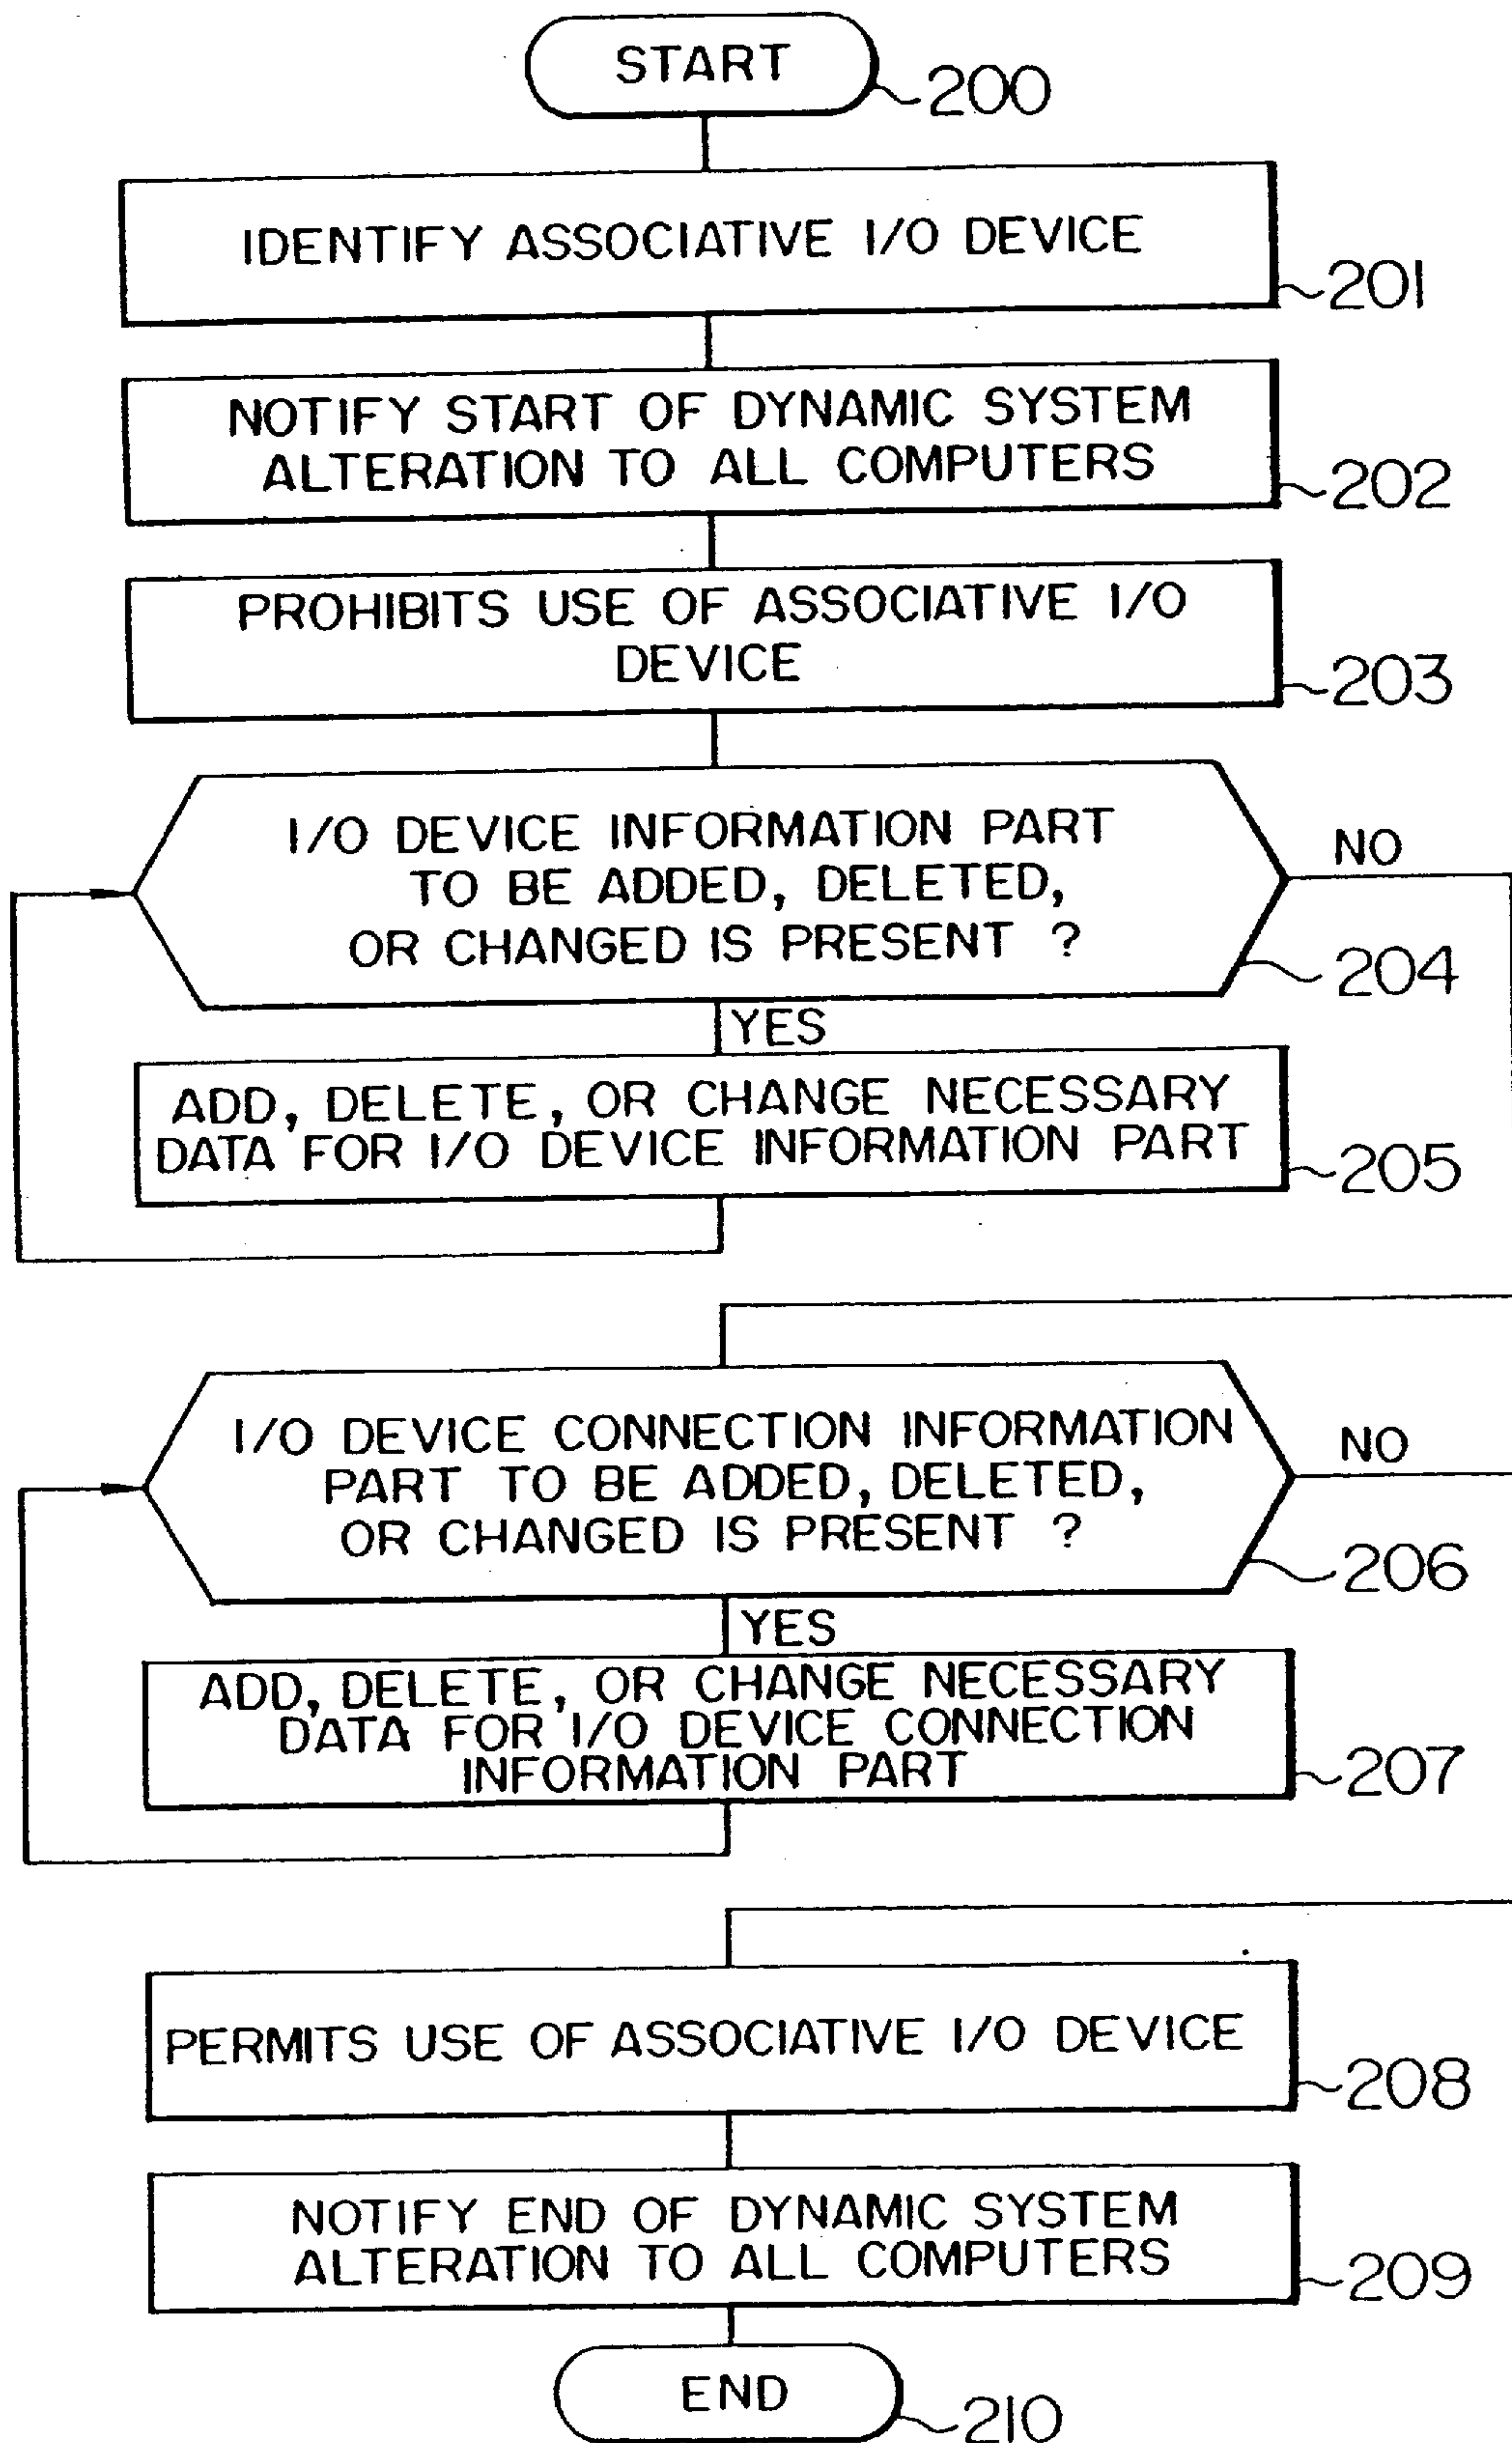 START
200
IDENTIFY ASSOCIATIVE I/O DEVICE
201
NOTIFY START OF DYNAMIC SYSTEM
ALTERATION TO ALL COMPUTERS
202
PROHIBITS USE OF ASSOCIATIVE I/O
DEVICE
203
I/O DEVICE INFORMATION PART
TO BE ADDED, DELETED,
OR CHANGED IS PRESENT ?
NO
204
YES
ADD, DELETE, OR CHANGE NECESSARY
DATA FOR I/O DEVICE INFORMATION PART
205
I/O DEVICE CONNECTION INFORMATION
PART TO BE ADDED, DELETED,
OR CHANGED IS PRESENT ?
NO
206
YES
ADD, DELETE, OR CHANGE NECESSARY
DATA FOR I/O DEVICE CONNECTION
INFORMATION PART
207
PERMITS USE OF ASSOCIATIVE I/O DEVICE
208
NOTIFY END OF DYNAMIC SYSTEM
ALTERATION TO ALL COMPUTERS
209
END
210